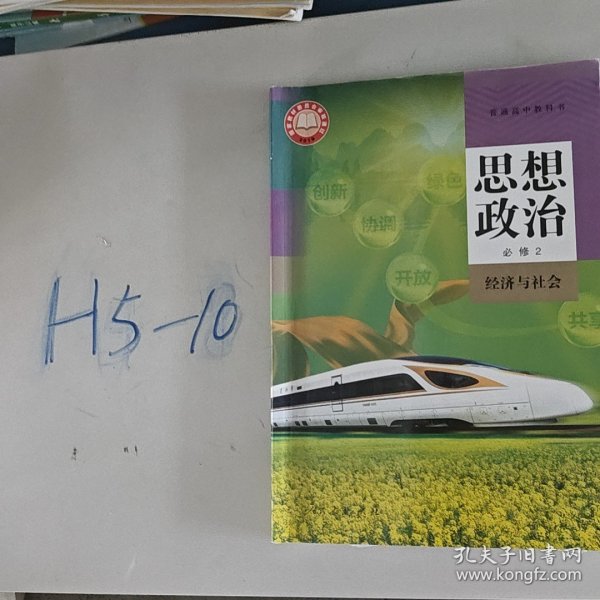 H5-10
普通高中教科书
思想
政治
必修2
经济与社会
创新
绿色
协调
开放
共享
孔夫子旧书网
www.kongfz.com